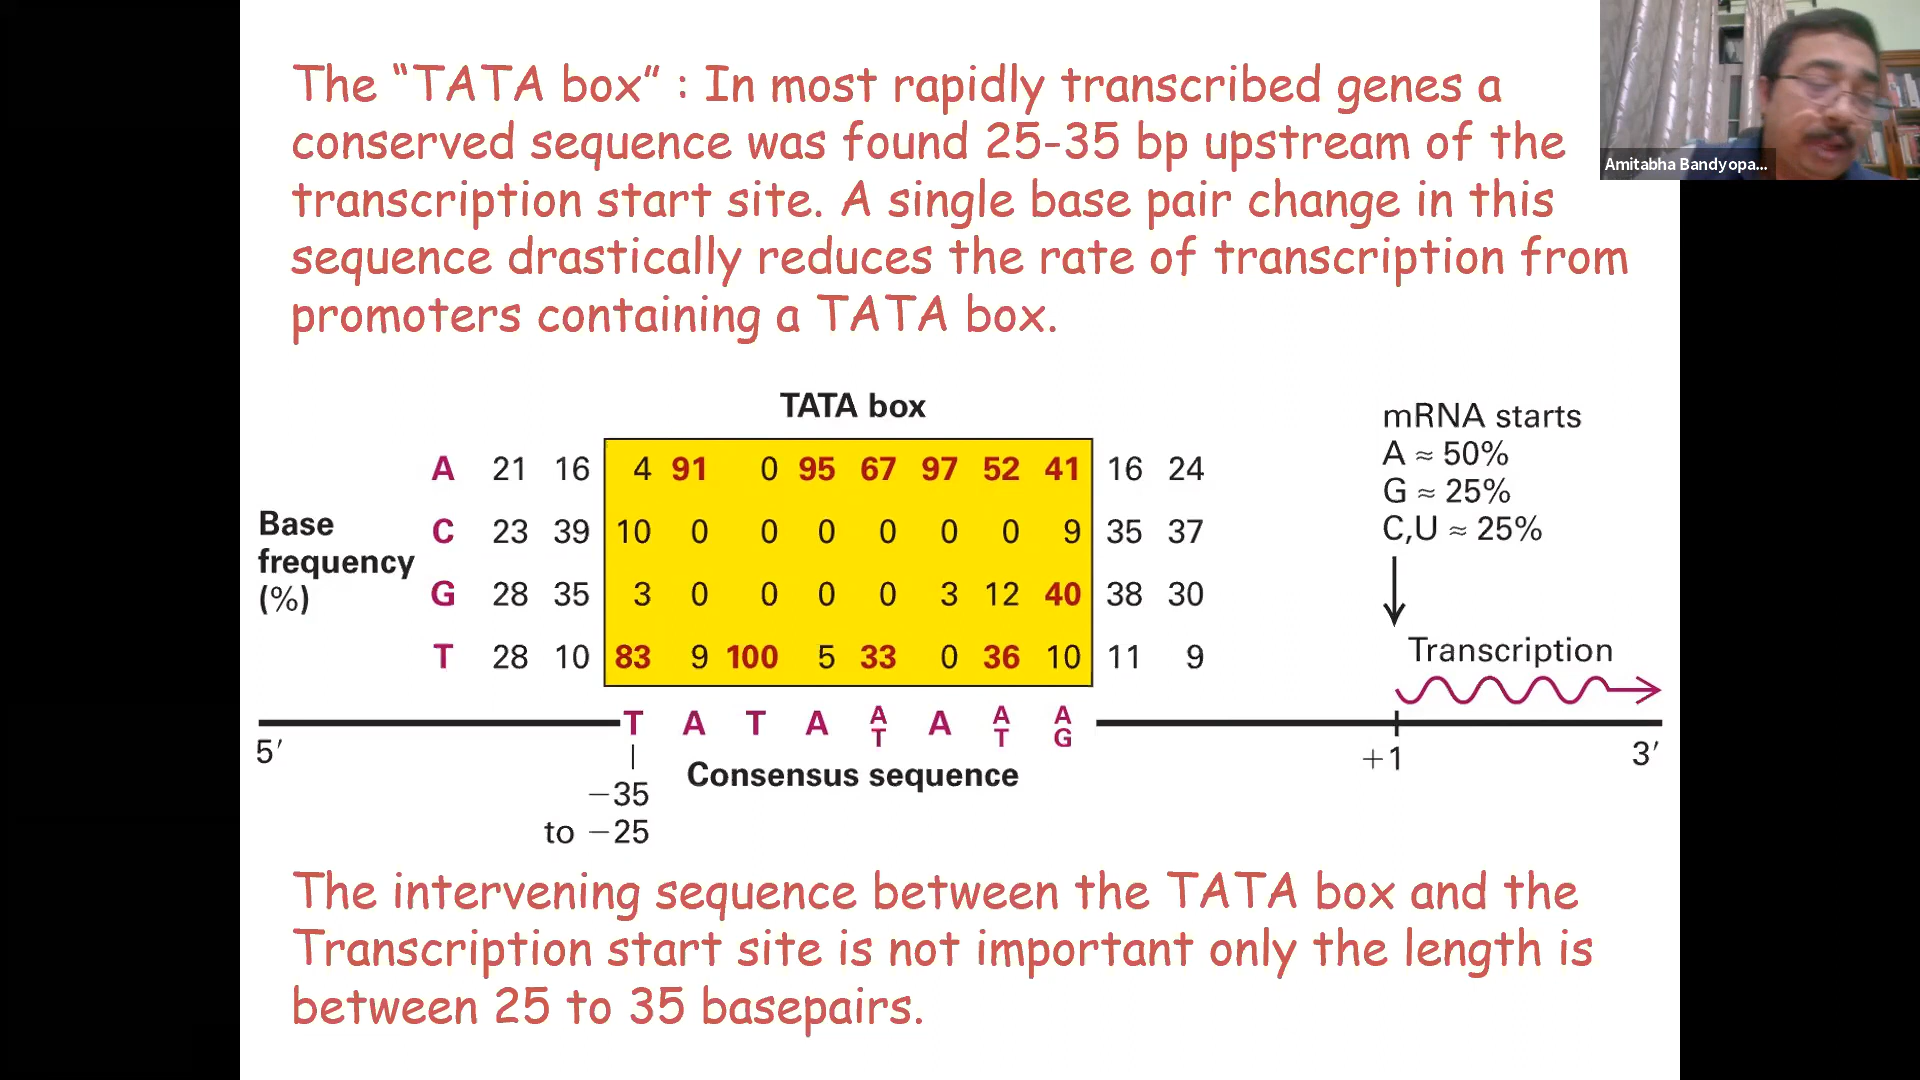 The “TATA box” : In most rapidly transcribed genes a
conserved sequence was found 25-35 bp upstream of the
transcription start site. A single base pair change in this
sequence drastically reduces the rate of transcription from
promoters containing a TATA box.
Amitabha Bandyopa...
TATA box
A 21 16 4 91 0 95 67 97 52 41 16 24
C 23 39 10 0 0 0 0 0 0 9 35 37
G 28 35 3 0 0 0 0 3 12 40 38 30
T 28 10 83 9 100 5 33 0 36 10 11 9
Base
frequency
(%)
mRNA starts
A ≈ 50%
G ≈ 25%
C,U ≈ 25%
Transcription
T A T A A A A A
T T G
5′
−35
to −25
Consensus sequence
+1
3′
The intervening sequence between the TATA box and the
Transcription start site is not important only the length is
between 25 to 35 basepairs.